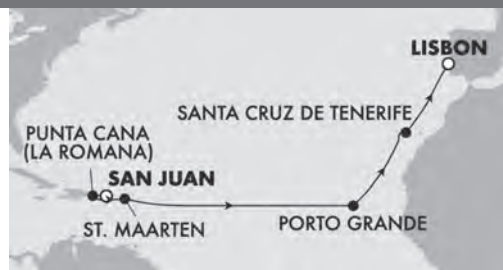 LISBON
SANTA CRUZ DE TENERIFE
PUNTA CANA
(LA ROMANA)
SAN JUAN
ST. MAARTEN
PORTO GRANDE